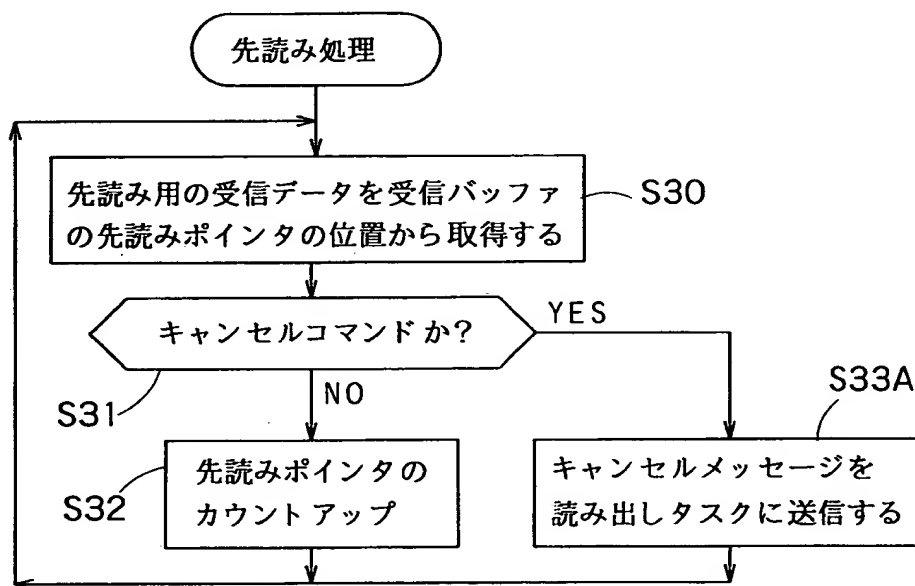 先読み処理
先読み用の受信データを受信バッファ
の先読みポインタの位置から取得する
S30
キャンセルコマンドか?
YES
S31
NO
S33A
先読みポインタの
カウントアップ
S32
キャンセルメッセージを
読み出しタスクに送信する